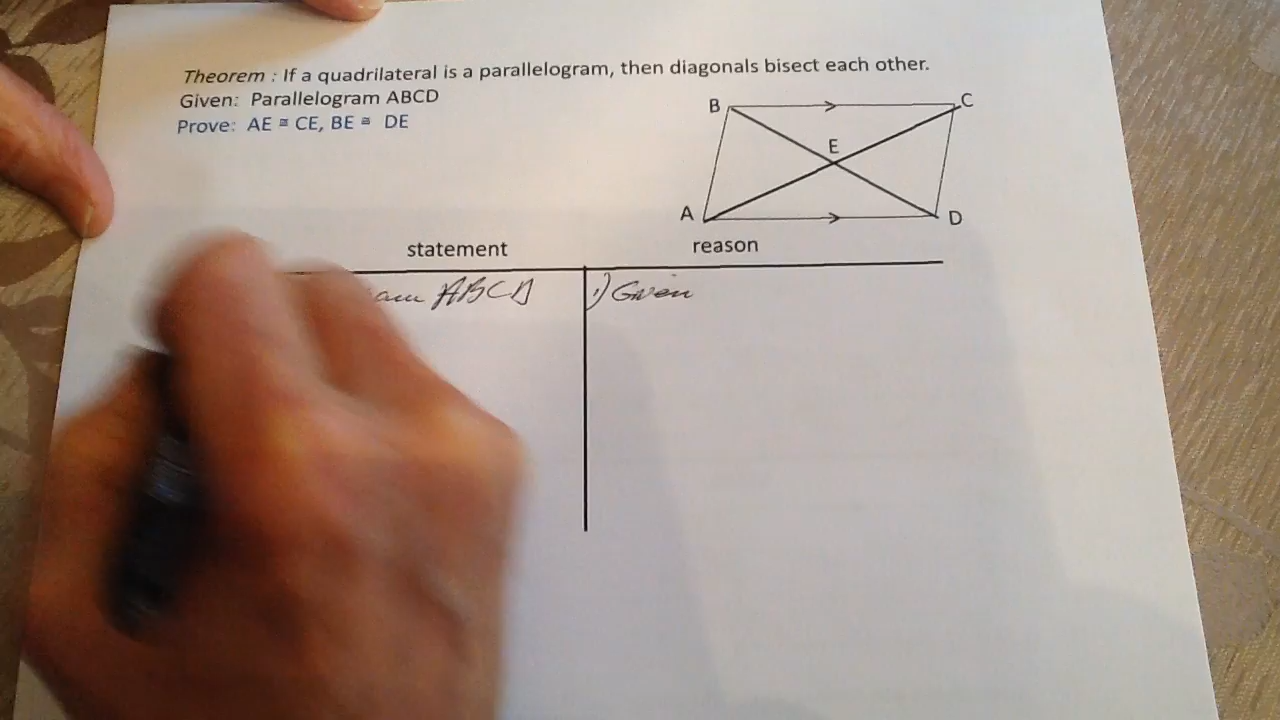 Theorem : If a quadrilateral is a parallelogram, then diagonals bisect each other.
Given: Parallelogram ABCD
Prove: AE ≅ CE, BE ≅ DE
B
C
E
A
D
statement
reason
ABCD
1) Given